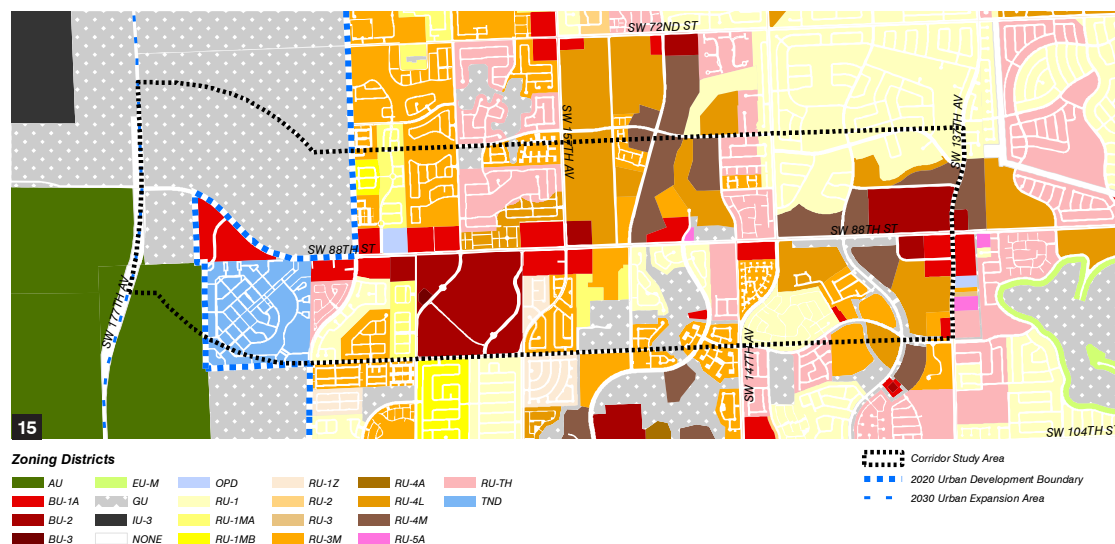 SW 72ND ST
SW 157TH AV
SW 137TH AV
SW 88TH ST
SW 88TH ST
SW 177TH AV
SW 147TH AV
SW 104TH ST
15
Zoning Districts
AU
BU-1A
BU-2
BU-3
EU-M
GU
IU-3
NONE
OPD
RU-1
RU-1MA
RU-1MB
RU-1Z
RU-2
RU-3
RU-3M
RU-4A
RU-4L
RU-4M
RU-5A
RU-TH
TND
Corridor Study Area
2020 Urban Development Boundary
2030 Urban Expansion Area